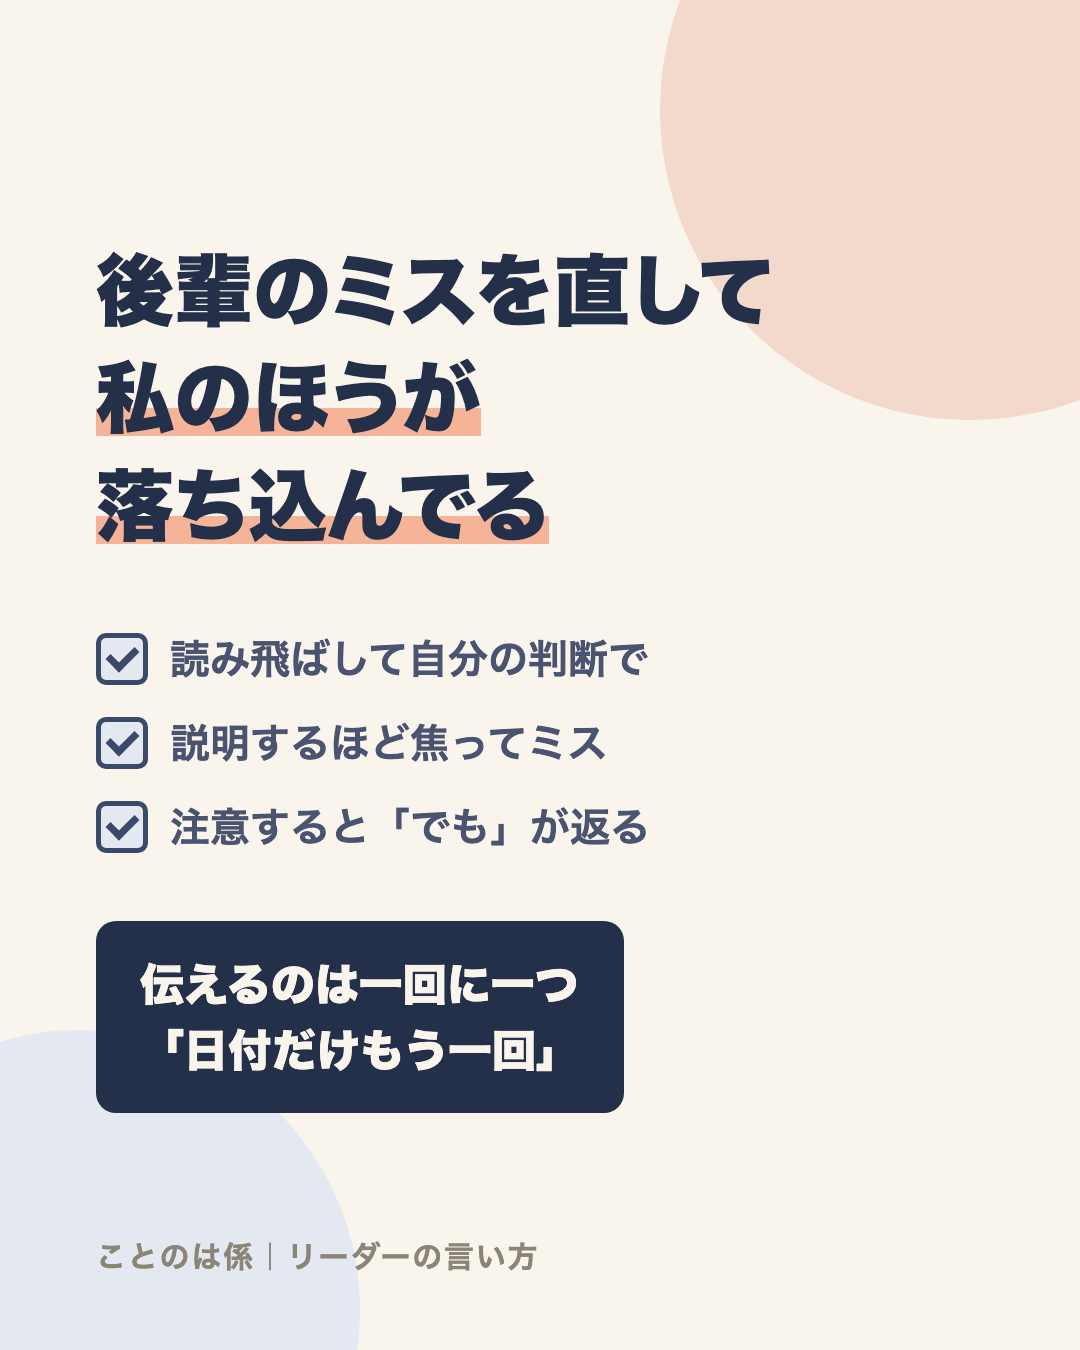 後輩のミスを直して
私のほうが
落ち込んでる
読み飛ばして自分の判断で
説明するほど焦ってミス
注意すると「でも」が返る
伝えるのは一回に一つ
「日付だけもう一回」
ことのは係｜リーダーの言い方